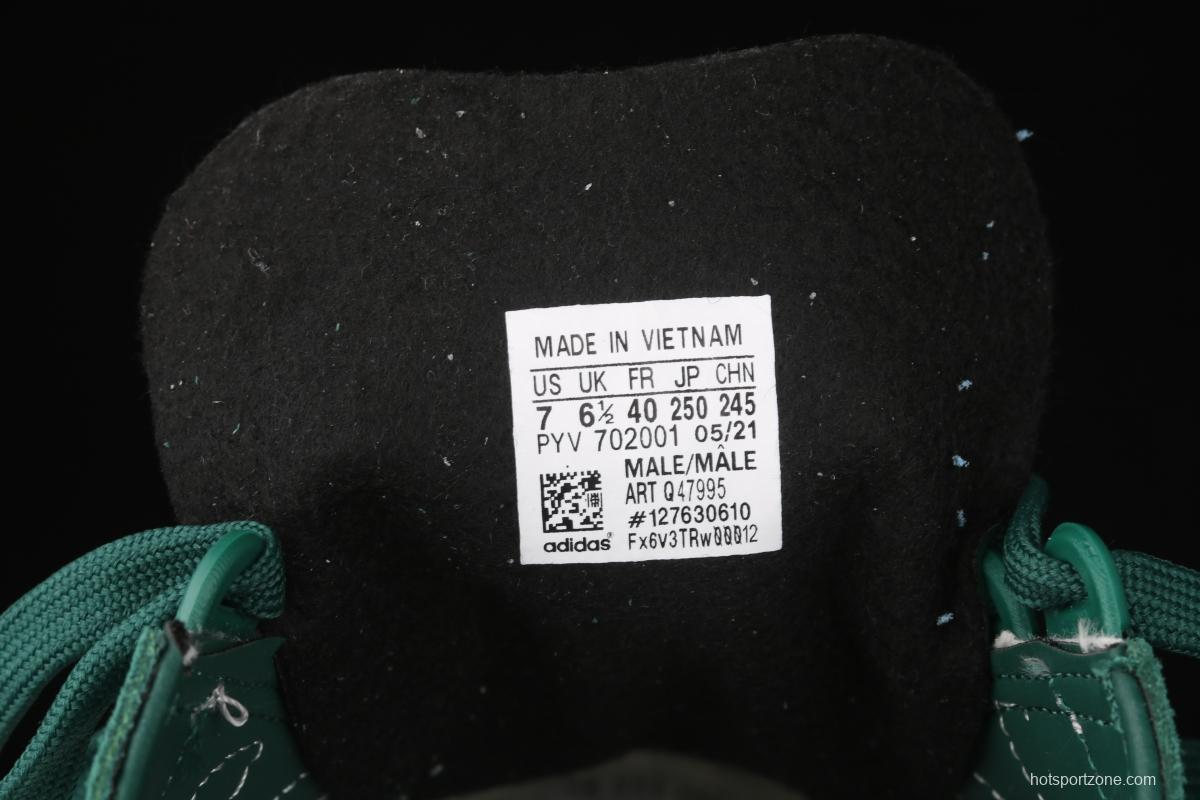 MADE IN VIETNAM
US UK FR JP CHN
7 6½ 40 250 245
PYV 702001 05/21
MALE/MÂLE
ART Q47995
#127630610
adidas® Fx6V3TRw00012
hotsportzone.com